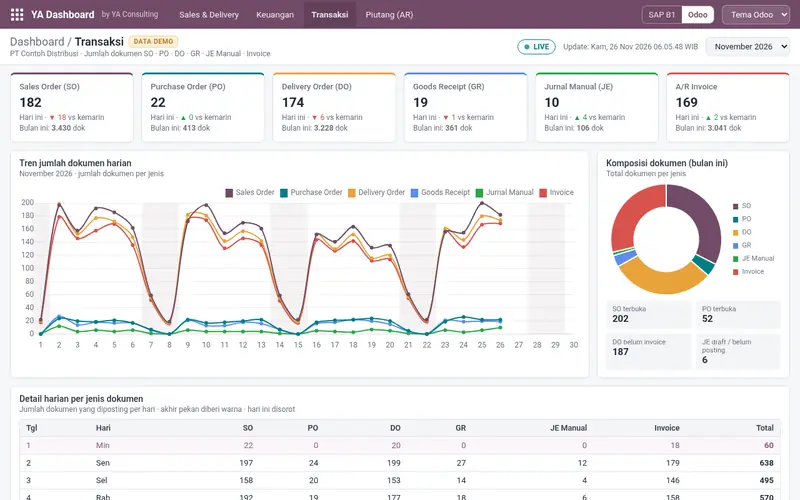 YA Dashboard by YA Consulting Sales & Delivery Keuangan Transaksi Piutang (AR) SAP B1 Odoo Tema Odoo
Dashboard / Transaksi DATA DEMO
PT Contoh Distribusi · Jumlah dokumen SO · PO · DO · GR · JE Manual · Invoice
LIVE Update: Kam, 26 Nov 2026 06.05.48 WIB November 2026
Sales Order (SO)
182
Hari ini · ▼ 18 vs kemarin
Bulan ini: 3.430 dok
Purchase Order (PO)
22
Hari ini · ▲ 0 vs kemarin
Bulan ini: 413 dok
Delivery Order (DO)
174
Hari ini · ▼ 6 vs kemarin
Bulan ini: 3.228 dok
Goods Receipt (GR)
19
Hari ini · ▼ 1 vs kemarin
Bulan ini: 361 dok
Jurnal Manual (JE)
10
Hari ini · ▲ 4 vs kemarin
Bulan ini: 106 dok
A/R Invoice
169
Hari ini · ▲ 2 vs kemarin
Bulan ini: 3.041 dok
Tren jumlah dokumen harian
November 2026 · jumlah dokumen per jenis
Sales Order Purchase Order Delivery Order Goods Receipt Jurnal Manual Invoice
200
180
160
140
120
100
80
60
40
20
0
1 2 3 4 5 6 7 8 9 10 11 12 13 14 15 16 17 18 19 20 21 22 23 24 25 26 27 28 29 30
Komposisi dokumen (bulan ini)
Total dokumen per jenis
SO
PO
DO
GR
JE Manual
Invoice
SO terbuka
202
PO terbuka
52
DO belum invoice
187
JE draft / belum
posting
6
Detail harian per jenis dokumen
Jumlah dokumen yang diposting per hari · akhir pekan diberi warna · hari ini disorot
Tgl Hari SO PO DO GR JE Manual Invoice Total
1 Min 22 0 20 0 0 18 60
2 Sen 197 24 199 27 12 179 638
3 Sel 158 20 153 14 4 146 495
4 Rab 192 19 177 18 6 158 570